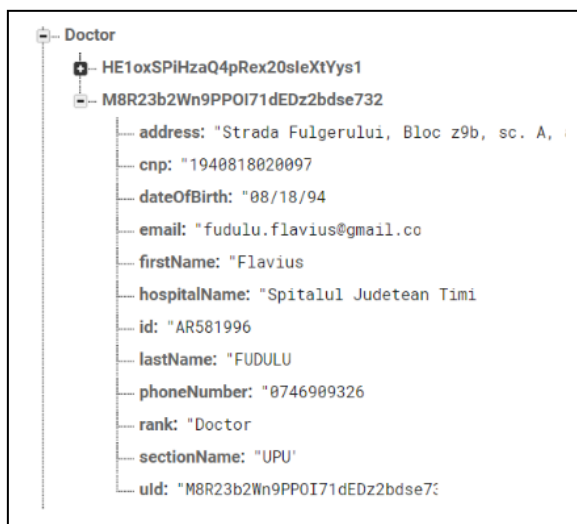 Doctor
HE1oxSPiHzaQ4pRex20sleXtYys1
M8R23b2Wn9PPOI71dEDz2bdse732
address: "Strada Fulgerului, Bloc z9b, sc. A,
cnp: "1940818020097
dateOfBirth: "08/18/94
email: "fudulu.flavius@gmail.co
firstName: "Flavius
hospitalName: "Spitalul Judetean Timi
id: "AR581996
lastName: "FUDULU
phoneNumber: "0746909326
rank: "Doctor
sectionName: "UPU'
uId: "M8R23b2Wn9PPOI71dEDz2bdse73